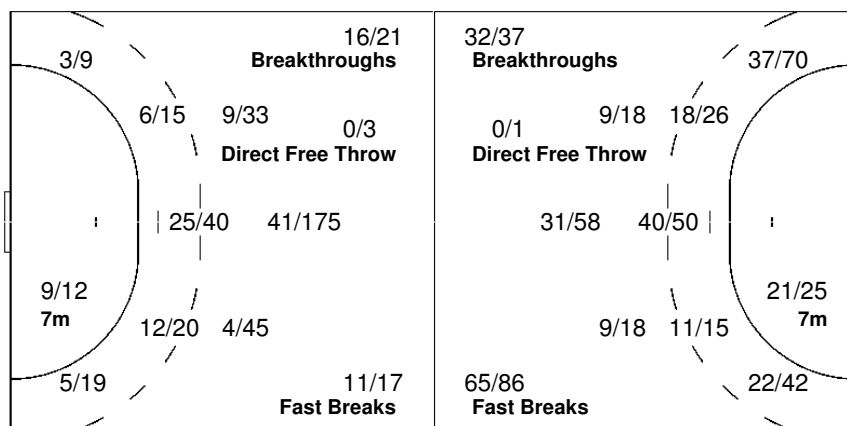 16/21 32/37
3/9 Breakthroughs Breakthroughs 37/70
6/15 9/33 9/18 18/26
0/3 0/1
Direct Free Throw Direct Free Throw
25/40 41/175 31/58 40/50
9/12 21/25
7m 12/20 4/45 9/18 11/15 7m
5/19 11/17 65/86 22/42
Fast Breaks Fast Breaks